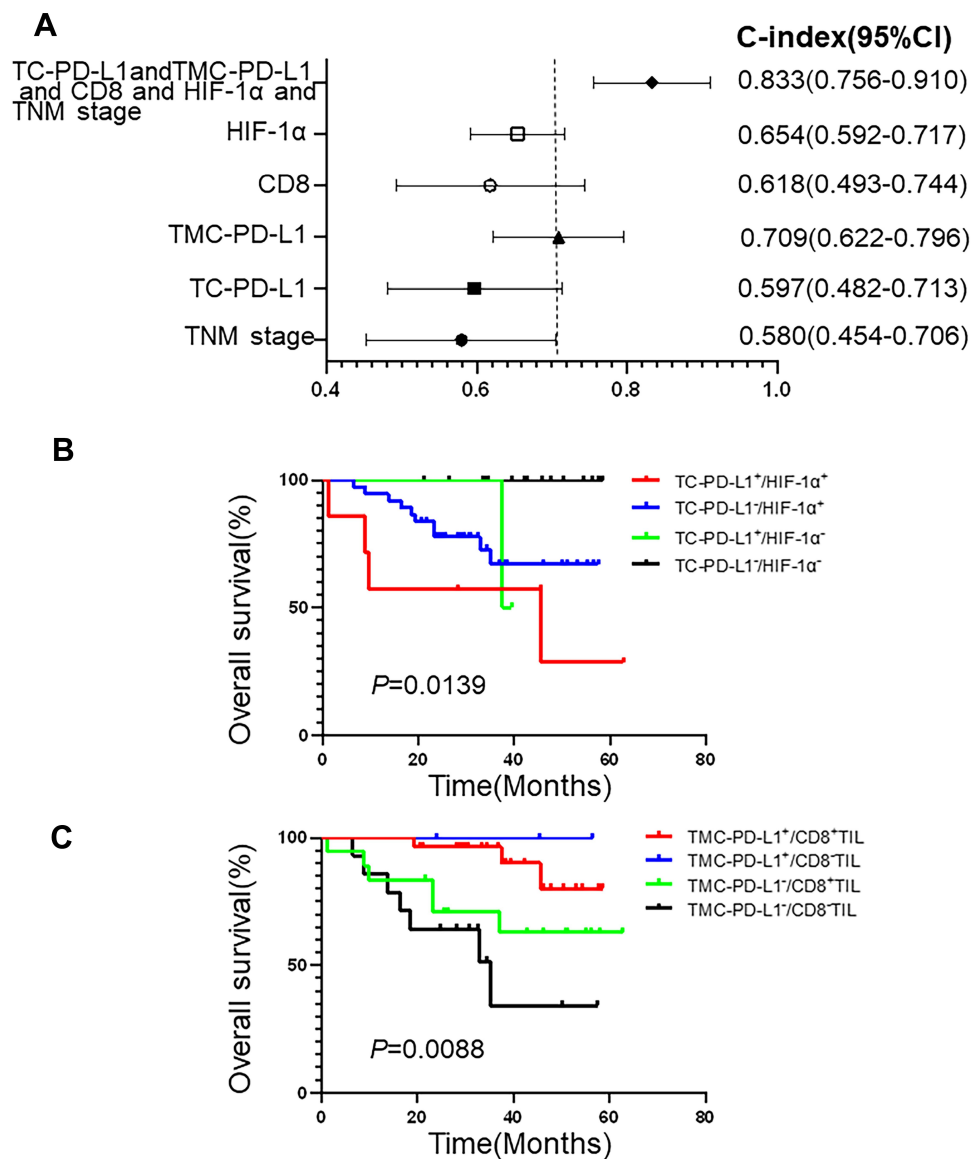 A
C-index(95%CI)
TC-PD-L1andTMC-PD-L1
and CD8 and HIF-1α and
TNM stage
0.833(0.756-0.910)
HIF-1α
0.654(0.592-0.717)
CD8
0.618(0.493-0.744)
TMC-PD-L1
0.709(0.622-0.796)
TC-PD-L1
0.597(0.482-0.713)
TNM stage
0.580(0.454-0.706)
0.4 0.6 0.8 1.0
B
Overall survival(%)
100
50
0
P=0.0139
TC-PD-L1⁺/HIF-1α⁺
TC-PD-L1⁻/HIF-1α⁺
TC-PD-L1⁺/HIF-1α⁻
TC-PD-L1⁻/HIF-1α⁻
0 20 40 60 80
Time(Months)
C
Overall survival(%)
100
50
0
P=0.0088
TMC-PD-L1⁺/CD8⁺TIL
TMC-PD-L1⁺/CD8⁻TIL
TMC-PD-L1⁻/CD8⁺TIL
TMC-PD-L1⁻/CD8⁻TIL
0 20 40 60 80
Time(Months)